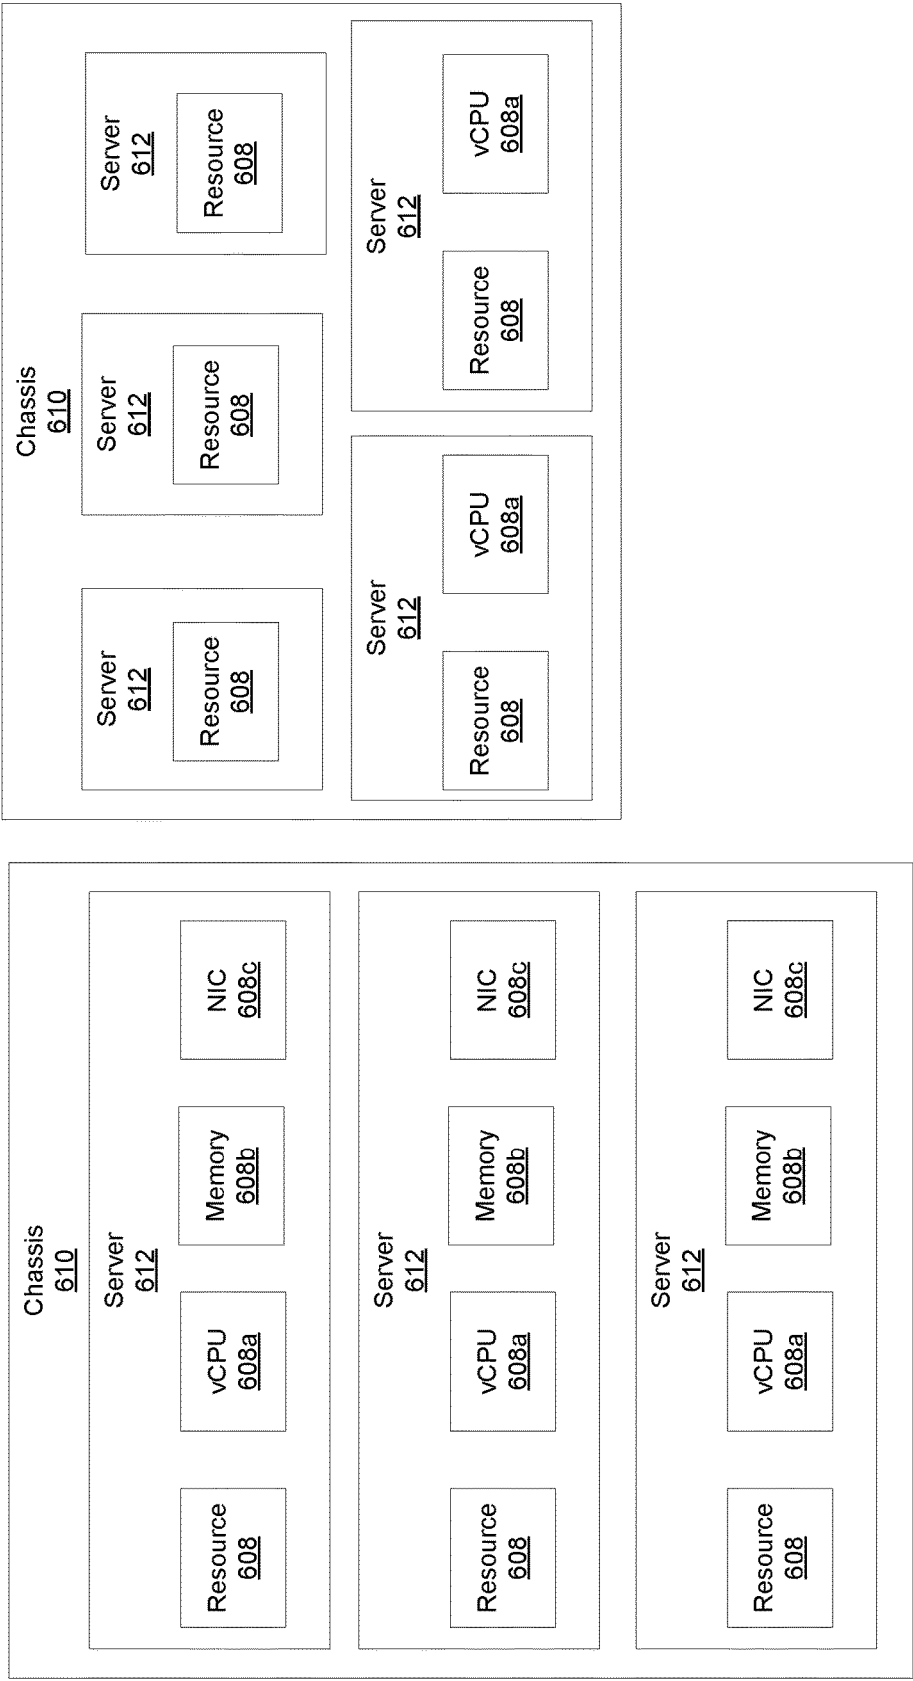 Chassis
610
Server
612
Resource
608
vCPU
608a
Memory
608b
NIC
608c
Server
612
Resource
608
vCPU
608a
Memory
608b
NIC
608c
Server
612
Resource
608
vCPU
608a
Memory
608b
NIC
608c
Chassis
610
Server
612
Resource
608
Server
612
Resource
608
Server
612
Resource
608
Server
612
Resource
608
vCPU
608a
Server
612
Resource
608
vCPU
608a